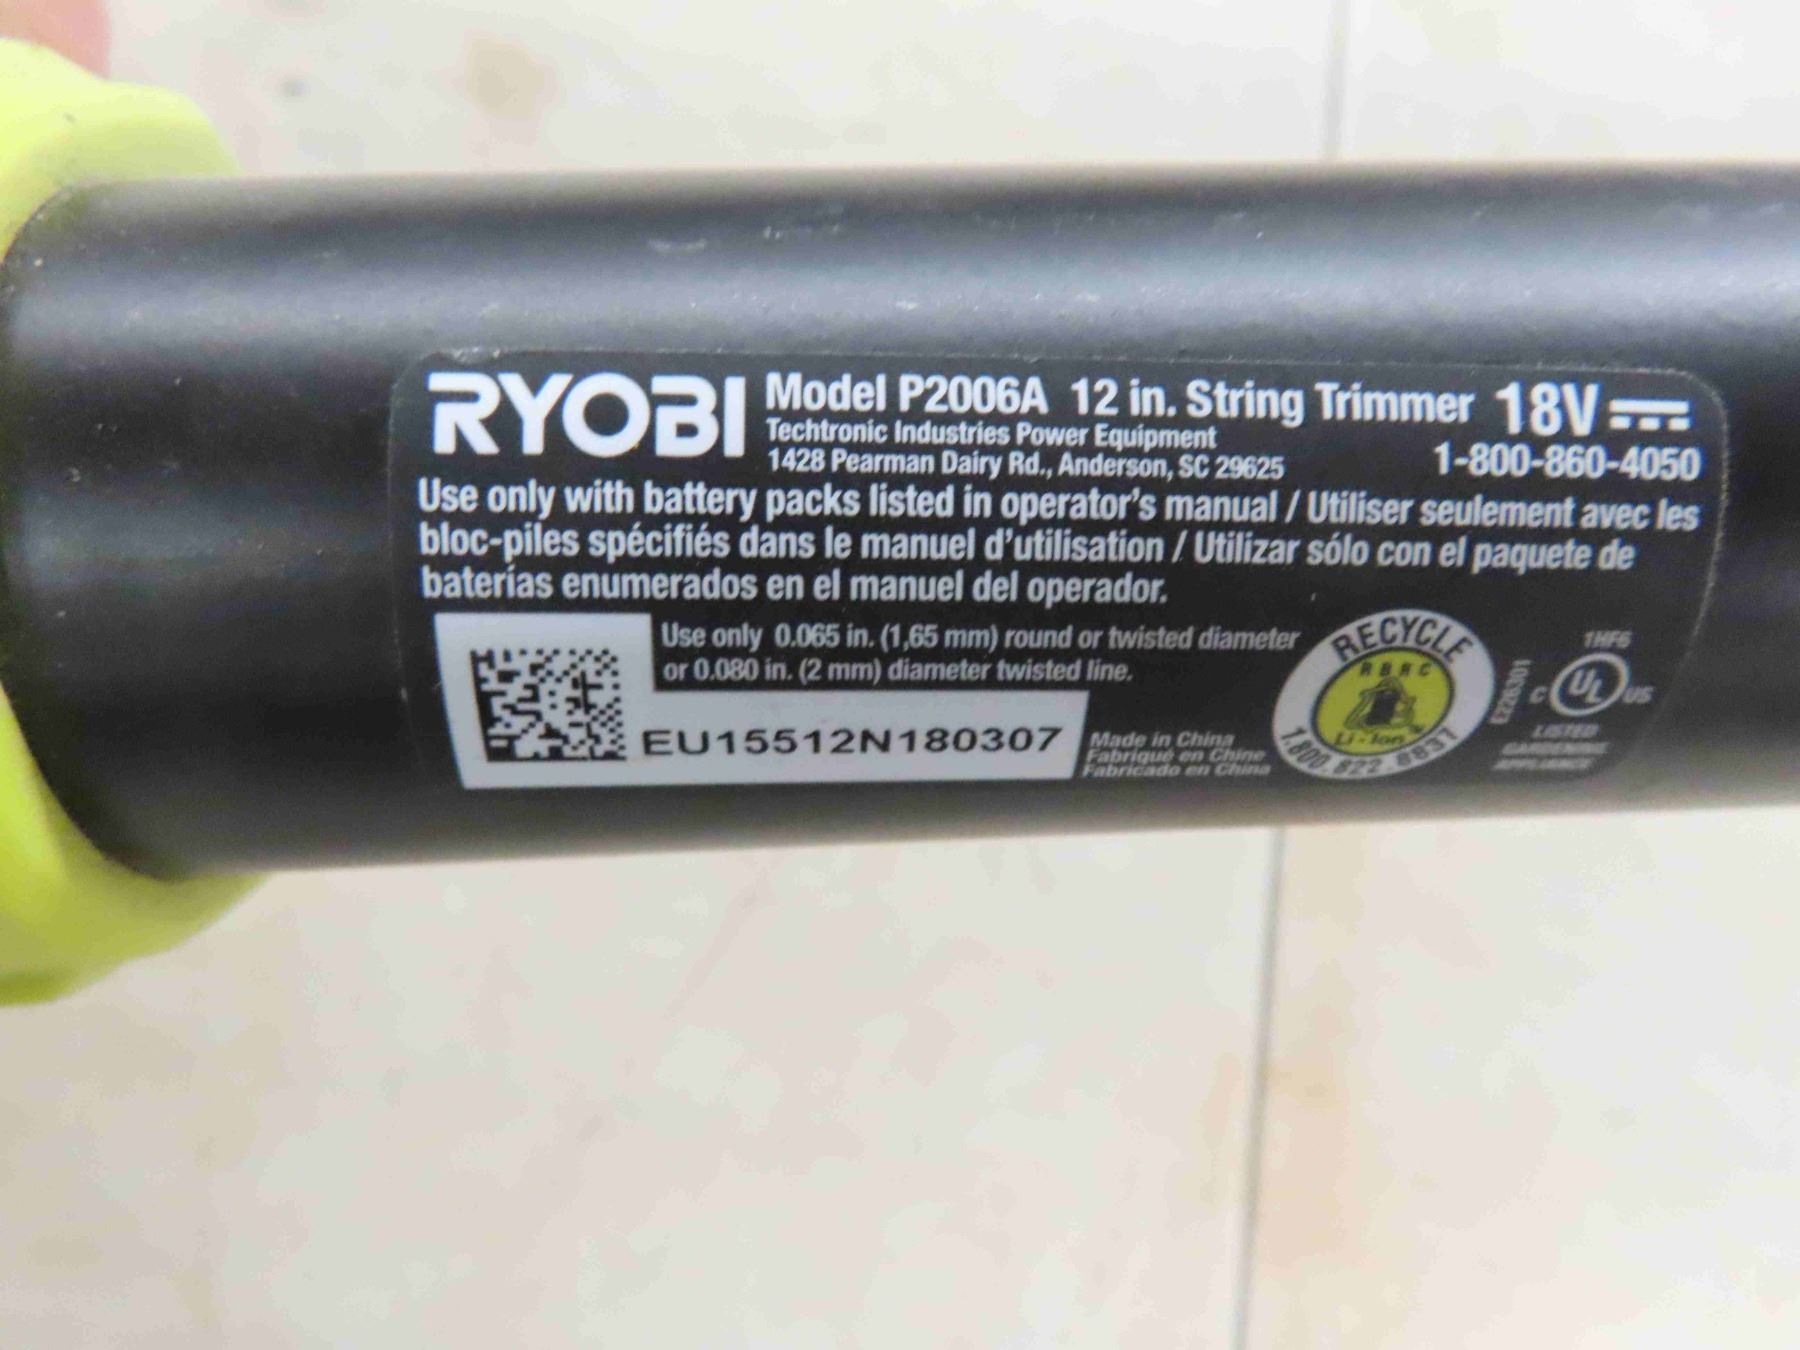 RYOBI Model P2006A 12 in. String Trimmer 18V
Techtronic Industries Power Equipment
1428 Pearman Dairy Rd., Anderson, SC 29625 1-800-860-4050
Use only with battery packs listed in operator's manual / Utiliser seulement avec les
bloc-piles spécifiés dans le manuel d'utilisation / Utilizar sólo con el paquete de
baterías enumerados en el manuel del operador.
Use only 0.065 in. (1,65 mm) round or twisted diameter
or 0.080 in. (2 mm) diameter twisted line.
EU15512N180307
Made in China
Fabriqué en Chine
Fabricado en China
RECYCLE
RBRC
Li-Ion
1.800.822.8837
1HF6
C UL US
LISTED
GARDENING
APPLIANCE